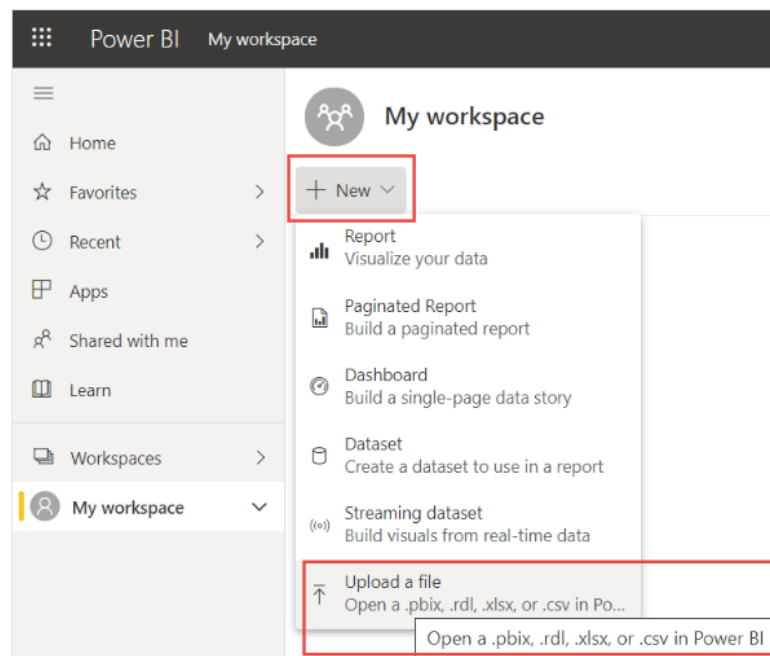 Power BI My workspace
My workspace
Home
Favorites
Recent
Apps
Shared with me
Learn
Workspaces
My workspace
New
Report
Visualize your data
Paginated Report
Build a paginated report
Dashboard
Build a single-page data story
Dataset
Create a dataset to use in a report
Streaming dataset
Build visuals from real-time data
Upload a file
Open a .pbix, .rdl, .xlsx, or .csv in Po...
Open a .pbix, .rdl, .xlsx, or .csv in Power BI